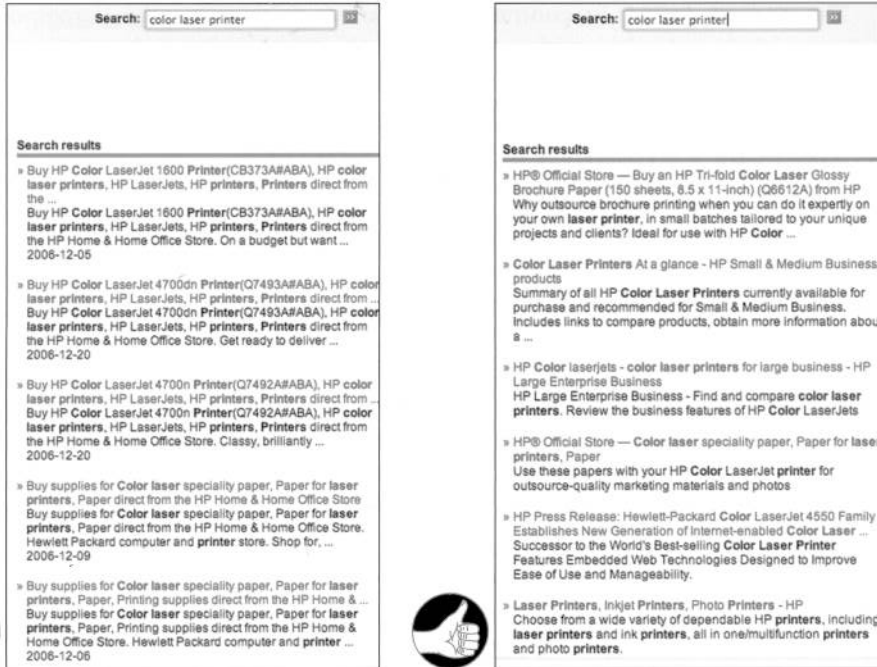 Search: color laser printer
Search results
» Buy HP Color LaserJet 1600 Printer(CB373A#ABA), HP color
laser printers, HP LaserJets, HP printers, Printers direct from
the ...
Buy HP Color LaserJet 1600 Printer(CB373A#ABA), HP color
laser printers, HP LaserJets, HP printers, Printers direct from
the HP Home & Home Office Store. On a budget but want ...
2006-12-05
» Buy HP Color LaserJet 4700dn Printer(Q7493A#ABA), HP color
laser printers, HP LaserJets, HP printers, Printers direct from ...
Buy HP Color LaserJet 4700dn Printer(Q7493A#ABA), HP color
laser printers, HP LaserJets, HP printers, Printers direct from
the HP Home & Home Office Store. Get ready to deliver ...
2006-12-20
» Buy HP Color LaserJet 4700n Printer(Q7492A#ABA), HP color
laser printers, HP LaserJets, HP printers, Printers direct from ...
Buy HP Color LaserJet 4700n Printer(Q7492A#ABA), HP color
laser printers, HP LaserJets, HP printers, Printers direct from
the HP Home & Home Office Store. Classy, brilliantly ...
2006-12-20
» Buy supplies for Color laser speciality paper, Paper for laser
printers, Paper direct from the HP Home & Home Office Store
Buy supplies for Color laser speciality paper, Paper for laser
printers, Paper direct from the HP Home & Home Office Store.
Hewlett Packard computer and printer store. Shop for, ...
2006-12-09
» Buy supplies for Color laser speciality paper, Paper for laser
printers, Paper, Printing supplies direct from the HP Home & ...
Buy supplies for Color laser speciality paper, Paper for laser
printers, Paper, Printing supplies direct from the HP Home &
Home Office Store. Hewlett Packard computer and printer ...
2006-12-06
Search: color laser printer
Search results
» HP® Official Store — Buy an HP Tri-fold Color Laser Glossy
Brochure Paper (150 sheets, 8.5 x 11-inch) (Q6612A) from HP
Why outsource brochure printing when you can do it expertly on
your own laser printer, in small batches tailored to your unique
projects and clients? Ideal for use with HP Color ...
» Color Laser Printers At a glance - HP Small & Medium Business
products
Summary of all HP Color Laser Printers currently available for
purchase and recommended for Small & Medium Business.
Includes links to compare products, obtain more information abou
a ...
» HP Color laserjets - color laser printers for large business - HP
Large Enterprise Business
HP Large Enterprise Business - Find and compare color laser
printers. Review the business features of HP Color LaserJets
» HP® Official Store — Color laser speciality paper, Paper for laser
printers, Paper
Use these papers with your HP Color LaserJet printer for
outsource-quality marketing materials and photos
» HP Press Release: Hewlett-Packard Color LaserJet 4550 Family
Establishes New Generation of Internet-enabled Color Laser ...
Successor to the World's Best-selling Color Laser Printer
Features Embedded Web Technologies Designed to Improve
Ease of Use and Manageability.
» Laser Printers, Inkjet Printers, Photo Printers - HP
Choose from a wide variety of dependable HP printers, including
laser printers and ink printers, all in one/multifunction printers
and photo printers.